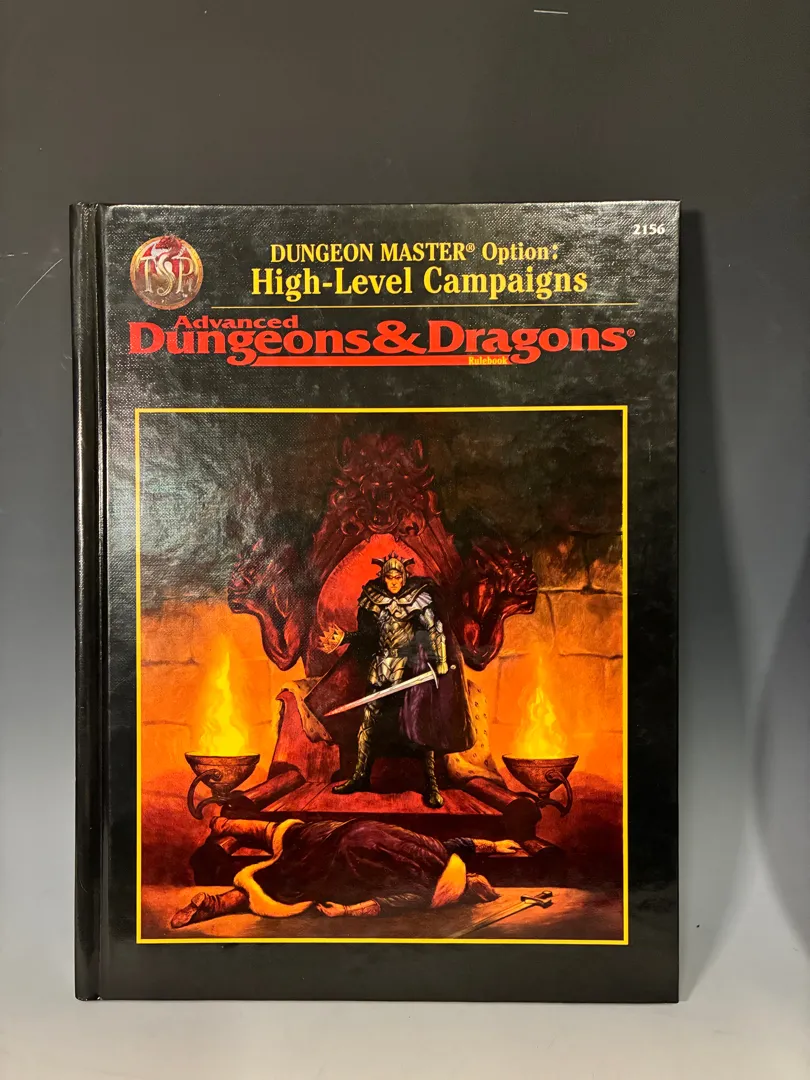 2156
TSR
DUNGEON MASTER® Option:
High-Level Campaigns
Advanced
Dungeons & Dragons®
Rulebook